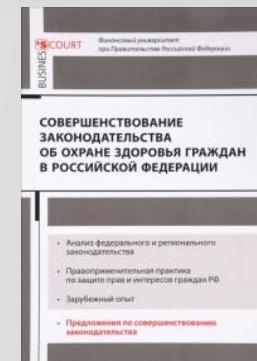 BUSINESS COURT
Финансовый университет
при Правительстве Российской Федерации
СОВЕРШЕНСТВОВАНИЕ
ЗАКОНОДАТЕЛЬСТВА
ОБ ОХРАНЕ ЗДОРОВЬЯ ГРАЖДАН
В РОССИЙСКОЙ ФЕДЕРАЦИИ
• Анализ федерального и регионального
законодательства
• Правоприменительная практика
по защите прав и интересов граждан РФ
• Зарубежный опыт
• Предложения по совершенствованию
законодательства